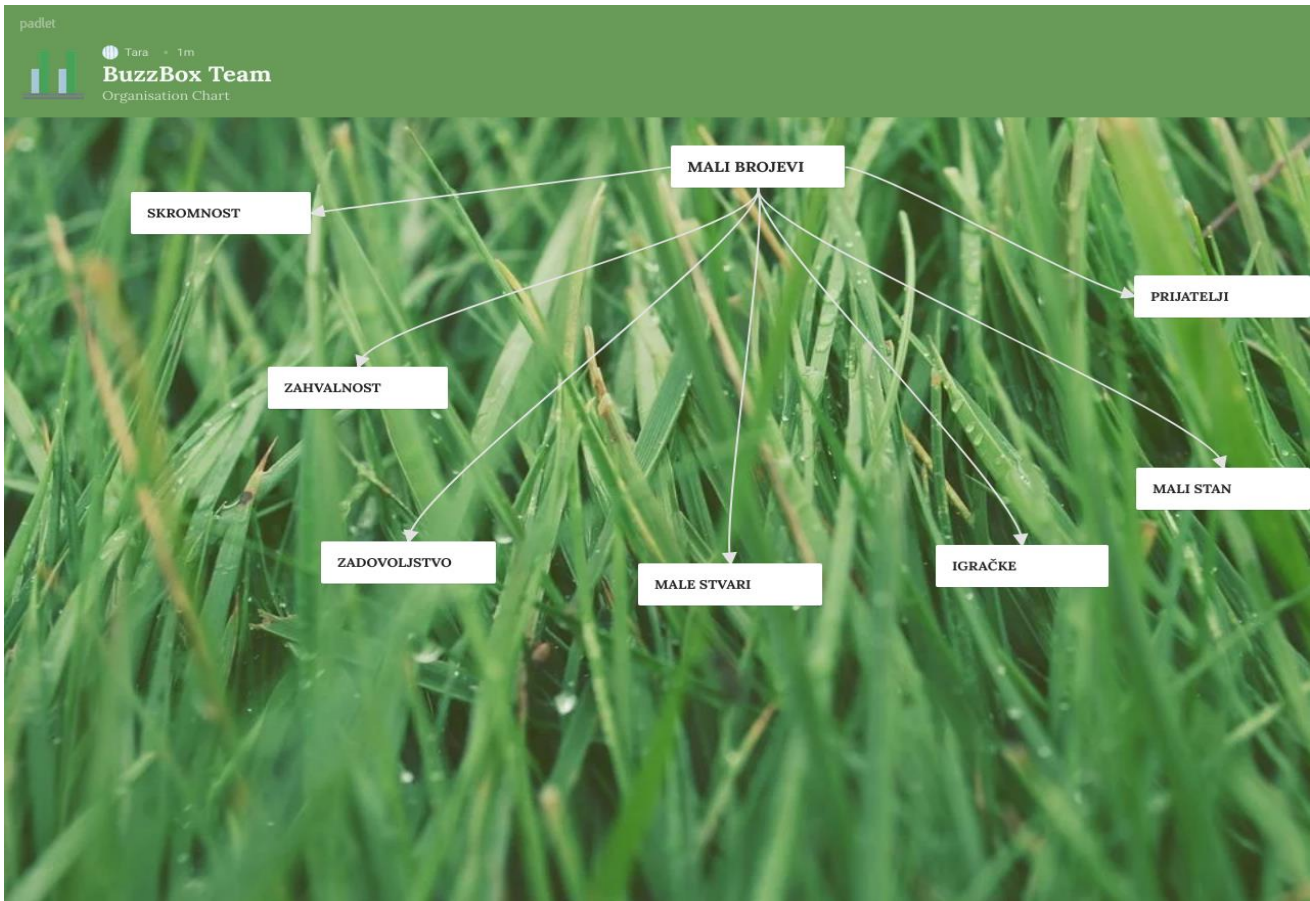 padlet
Tara • 1m
BuzzBox Team
Organisation Chart
MALI BROJEVI
SKROMNOST
PRIJATELJI
ZAHVALNOST
MALI STAN
ZADOVOLJSTVO
IGRAČKE
MALE STVARI